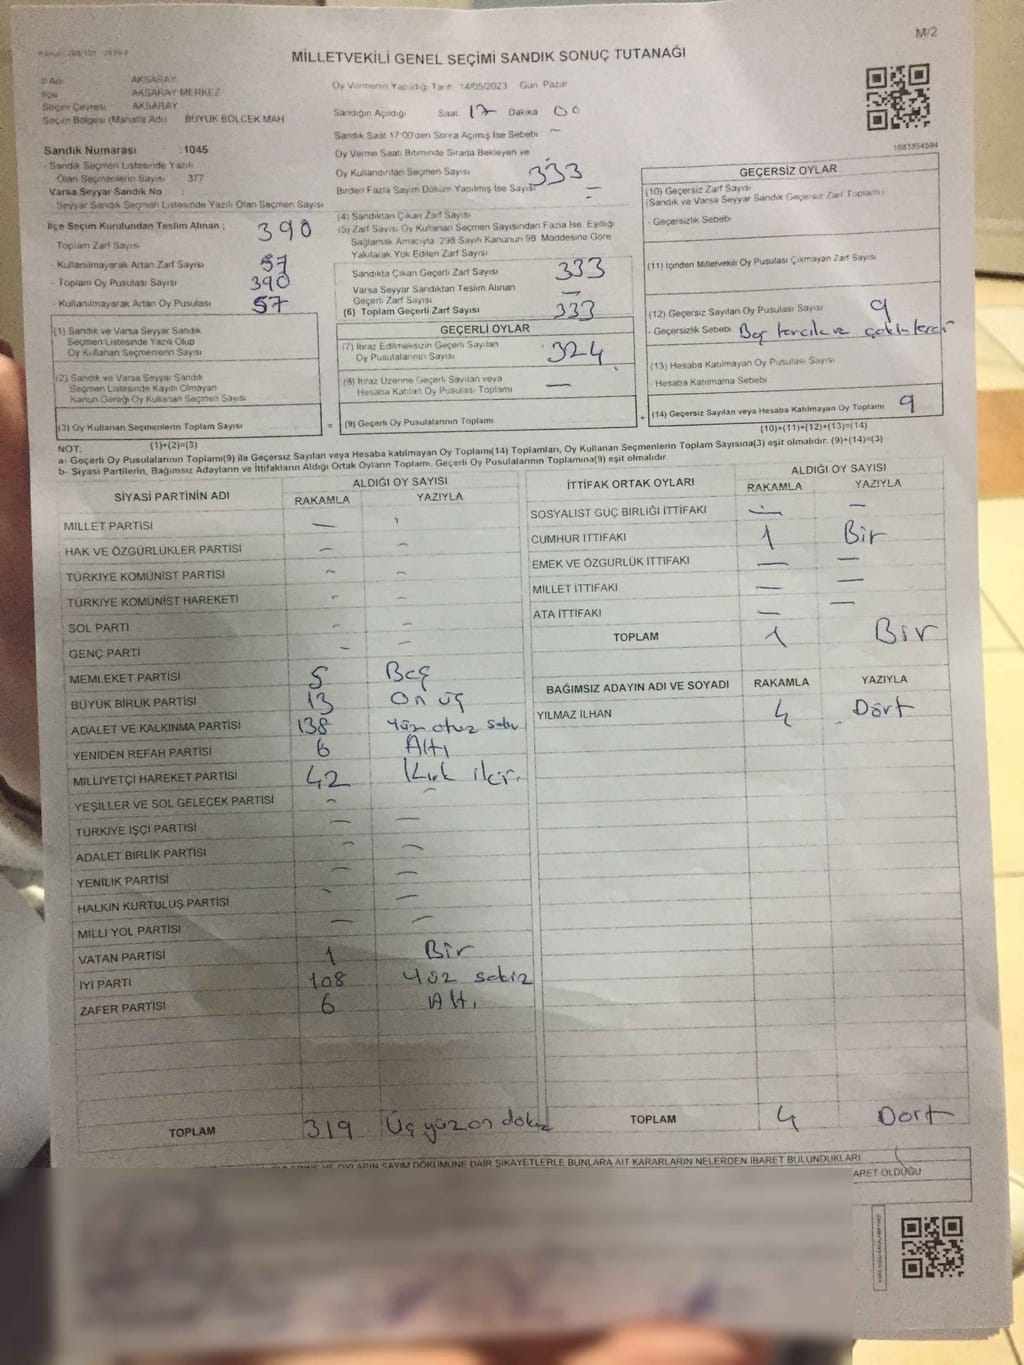 M/2
MİLLETVEKİLİ GENEL SEÇİMİ SANDIK SONUÇ TUTANAĞI
İl Adı AKSARAY
İlçe AKSARAY MERKEZ
Seçim Çevresi AKSARAY
Seçim Bölgesi (Mahalle Adı) BÜYÜK BÖLCEK MAH
Oy Vermenin Yapıldığı Tarih 14/05/2023 Gün Pazar
Sandığın Açıldığı Saat 17 Dakika 00
Sandık Saat 17:00'den Sonra Açılmış İse Sebebi –
Oy Verme Saati Bitiminde Sırada Bekleyen ve
Oy Kullandırılan Seçmen Sayısı 333
Birden Fazla Sayım Döküm Yapılmış İse Sayısı –
1083854594
Sandık Numarası : 1045
- Sandık Seçmen Listesinde Yazılı
Olan Seçmenlerin Sayısı 377
Varsa Seyyar Sandık No :
Seyyar Sandık Seçmen Listesinde Yazılı Olan Seçmen Sayısı
İlçe Seçim Kurulundan Teslim Alınan ; 390
Toplam Zarf Sayısı
- Kullanılmayarak Artan Zarf Sayısı 57
- Toplam Oy Pusulası Sayısı 390
- Kullanılmayarak Artan Oy Pusulası 57
(1) Sandık ve Varsa Seyyar Sandık
Seçmen Listesinde Yazılı Olup
Oy Kullanan Seçmenlerin Sayısı
(2) Sandık ve Varsa Seyyar Sandık
Seçmen Listesinde Kayıtlı Olmayan
Kanun Gereği Oy Kullanan Seçmen Sayısı
(3) Oy Kullanan Seçmenlerin Toplam Sayısı
(1)+(2)=(3)
(4) Sandıktan Çıkan Zarf Sayısı
(5) Zarf Sayısı Oy Kullanan Seçmen Sayısından Fazla İse, Eşitliği
Sağlamak Amacıyla 298 Sayılı Kanunun 98. Maddesine Göre
Yakılarak Yok Edilen Zarf Sayısı
Sandıkta Çıkan Geçerli Zarf Sayısı 333
Varsa Seyyar Sandıktan Teslim Alınan
Geçerli Zarf Sayısı –
(6) Toplam Geçerli Zarf Sayısı 333
GEÇERLİ OYLAR
(7) İtiraz Edilmeksizin Geçerli Sayılan
Oy Pusulalarının Sayısı 324
(8) İtiraz Üzerine Geçerli Sayılan veya
Hesaba Katılan Oy Pusulası Toplamı –
= (9) Geçerli Oy Pusulalarının Toplamı +
GEÇERSİZ OYLAR
(10) Geçersiz Zarf Sayısı
(Sandık ve Varsa Seyyar Sandık Geçersiz Zarf Toplamı)
- Geçersizlik Sebebi
(11) İçinden Milletvekili Oy Pusulası Çıkmayan Zarf Sayısı
(12) Geçersiz Sayılan Oy Pusulası Sayısı 9
- Geçersizlik Sebebi Boş tercih ve
(13) Hesaba Katılmayan Oy Pusulası Sayısı
- Hesaba Katılmama Sebebi
(14) Geçersiz Sayılan veya Hesaba Katılmayan Oy Toplamı 9
(10)+(11)+(12)+(13)=(14)
NOT:
a- Geçerli Oy Pusulalarının Toplamı(9) ile Geçersiz Sayılan veya Hesaba katılmayan Oy Toplamı(14) Toplamları, Oy Kullanan Seçmenlerin Toplam Sayısına(3) eşit olmalıdır. (9)+(14)=(3)
b- Siyasi Partilerin, Bağımsız Adayların ve İttifakların Aldığı Ortak Oyların Toplamı, Geçerli Oy Pusulalarının Toplamına(9) eşit olmalıdır.
SİYASİ PARTİNİN ADI ALDIĞI OY SAYISI
RAKAMLA YAZIYLA
MİLLET PARTİSİ –
HAK VE ÖZGÜRLÜKLER PARTİSİ – –
TÜRKİYE KOMÜNİST PARTİSİ – –
TÜRKİYE KOMÜNİST HAREKETİ – –
SOL PARTİ – –
GENÇ PARTİ – –
MEMLEKET PARTİSİ 5 Beş
BÜYÜK BİRLİK PARTİSİ 13 on üç
ADALET VE KALKINMA PARTİSİ 138 Yüz otuz sekiz
YENİDEN REFAH PARTİSİ 6 Altı
MİLLİYETÇİ HAREKET PARTİSİ 42 Kırk iki
YEŞİLLER VE SOL GELECEK PARTİSİ – –
TÜRKİYE İŞÇİ PARTİSİ – –
ADALET BİRLİK PARTİSİ – –
YENİLİK PARTİSİ – –
HALKIN KURTULUŞ PARTİSİ – –
MİLLİ YOL PARTİSİ – –
VATAN PARTİSİ 1 Bir
İYİ PARTİ 108 Yüz sekiz
ZAFER PARTİSİ 6 Altı
TOPLAM 319 Üç yüz on dokuz
İTTİFAK ORTAK OYLARI ALDIĞI OY SAYISI
RAKAMLA YAZIYLA
SOSYALİST GÜÇ BİRLİĞİ İTTİFAKI – –
CUMHUR İTTİFAKI 1 Bir
EMEK VE ÖZGÜRLÜK İTTİFAKI – –
MİLLET İTTİFAKI – –
ATA İTTİFAKI – –
TOPLAM 1 Bir
BAĞIMSIZ ADAYIN ADI VE SOYADI RAKAMLA YAZIYLA
YILMAZ İLHAN 4 Dört
TOPLAM 4 Dört
OYLARIN SAYIM DÖKÜMÜNE DAİR ŞİKAYETLERLE BUNLARA AİT KARARLARIN NELERDEN İBARET BULUNDUKLARI
ARET OLDUĞU